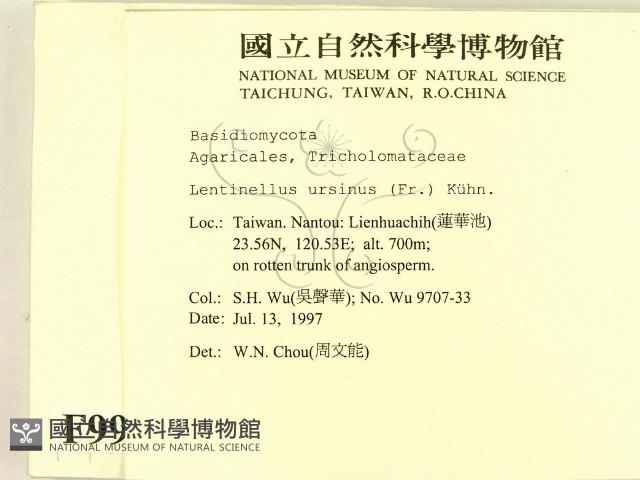 國立自然科學博物館
NATIONAL MUSEUM OF NATURAL SCIENCE
TAICHUNG, TAIWAN, R.O.CHINA
Basidiomycota
Agaricales, Tricholomataceae
Lentinellus ursinus (Fr.) Kühn.
Loc.: Taiwan. Nantou: Lienhuachih(蓮華池)
23.56N, 120.53E; alt. 700m;
on rotten trunk of angiosperm.
Col.: S.H. Wu(吳聲華); No. Wu 9707-33
Date: Jul. 13, 1997
Det.: W.N. Chou(周文能)
F99
國立自然科學博物館
NATIONAL MUSEUM OF NATURAL SCIENCE